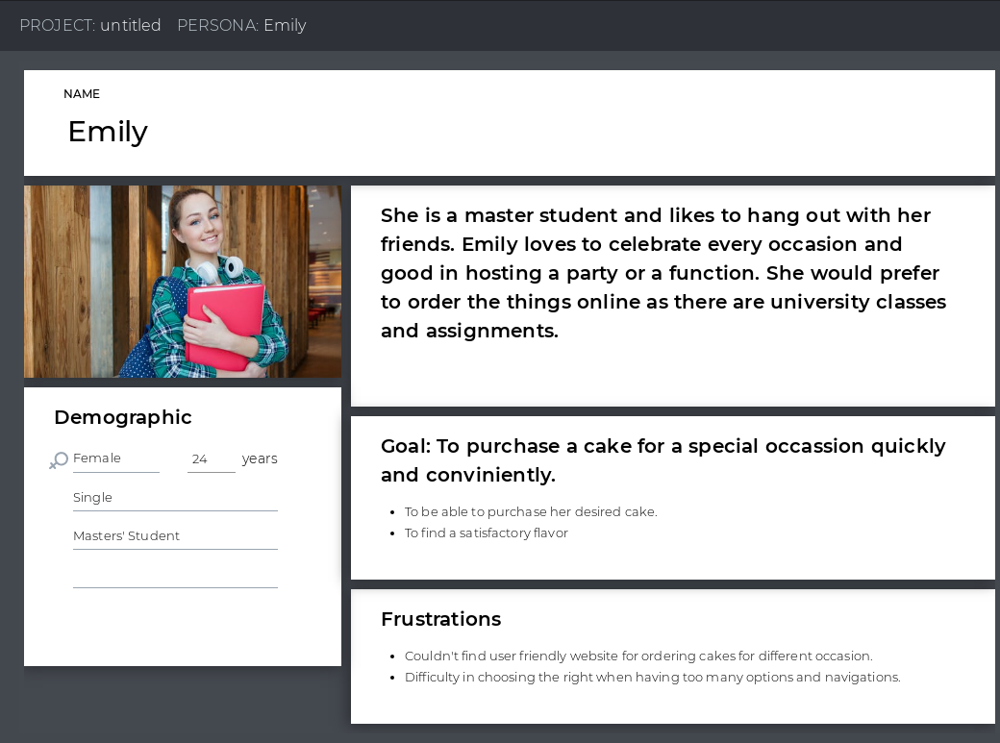 PROJECT: untitled PERSONA: Emily
NAME
Emily
She is a master student and likes to hang out with her
friends. Emily loves to celebrate every occasion and
good in hosting a party or a function. She would prefer
to order the things online as there are university classes
and assignments.
Demographic
Female 24 years
Single
Masters' Student
Goal: To purchase a cake for a special occassion quickly
and conviniently.
• To be able to purchase her desired cake.
• To find a satisfactory flavor
Frustrations
• Couldn't find user friendly website for ordering cakes for different occasion.
• Difficulty in choosing the right when having too many options and navigations.